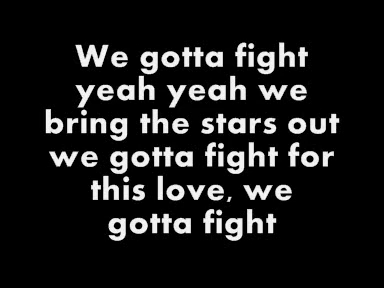 We gotta fight
yeah yeah we
bring the stars out
we gotta fight for
this love, we
gotta fight